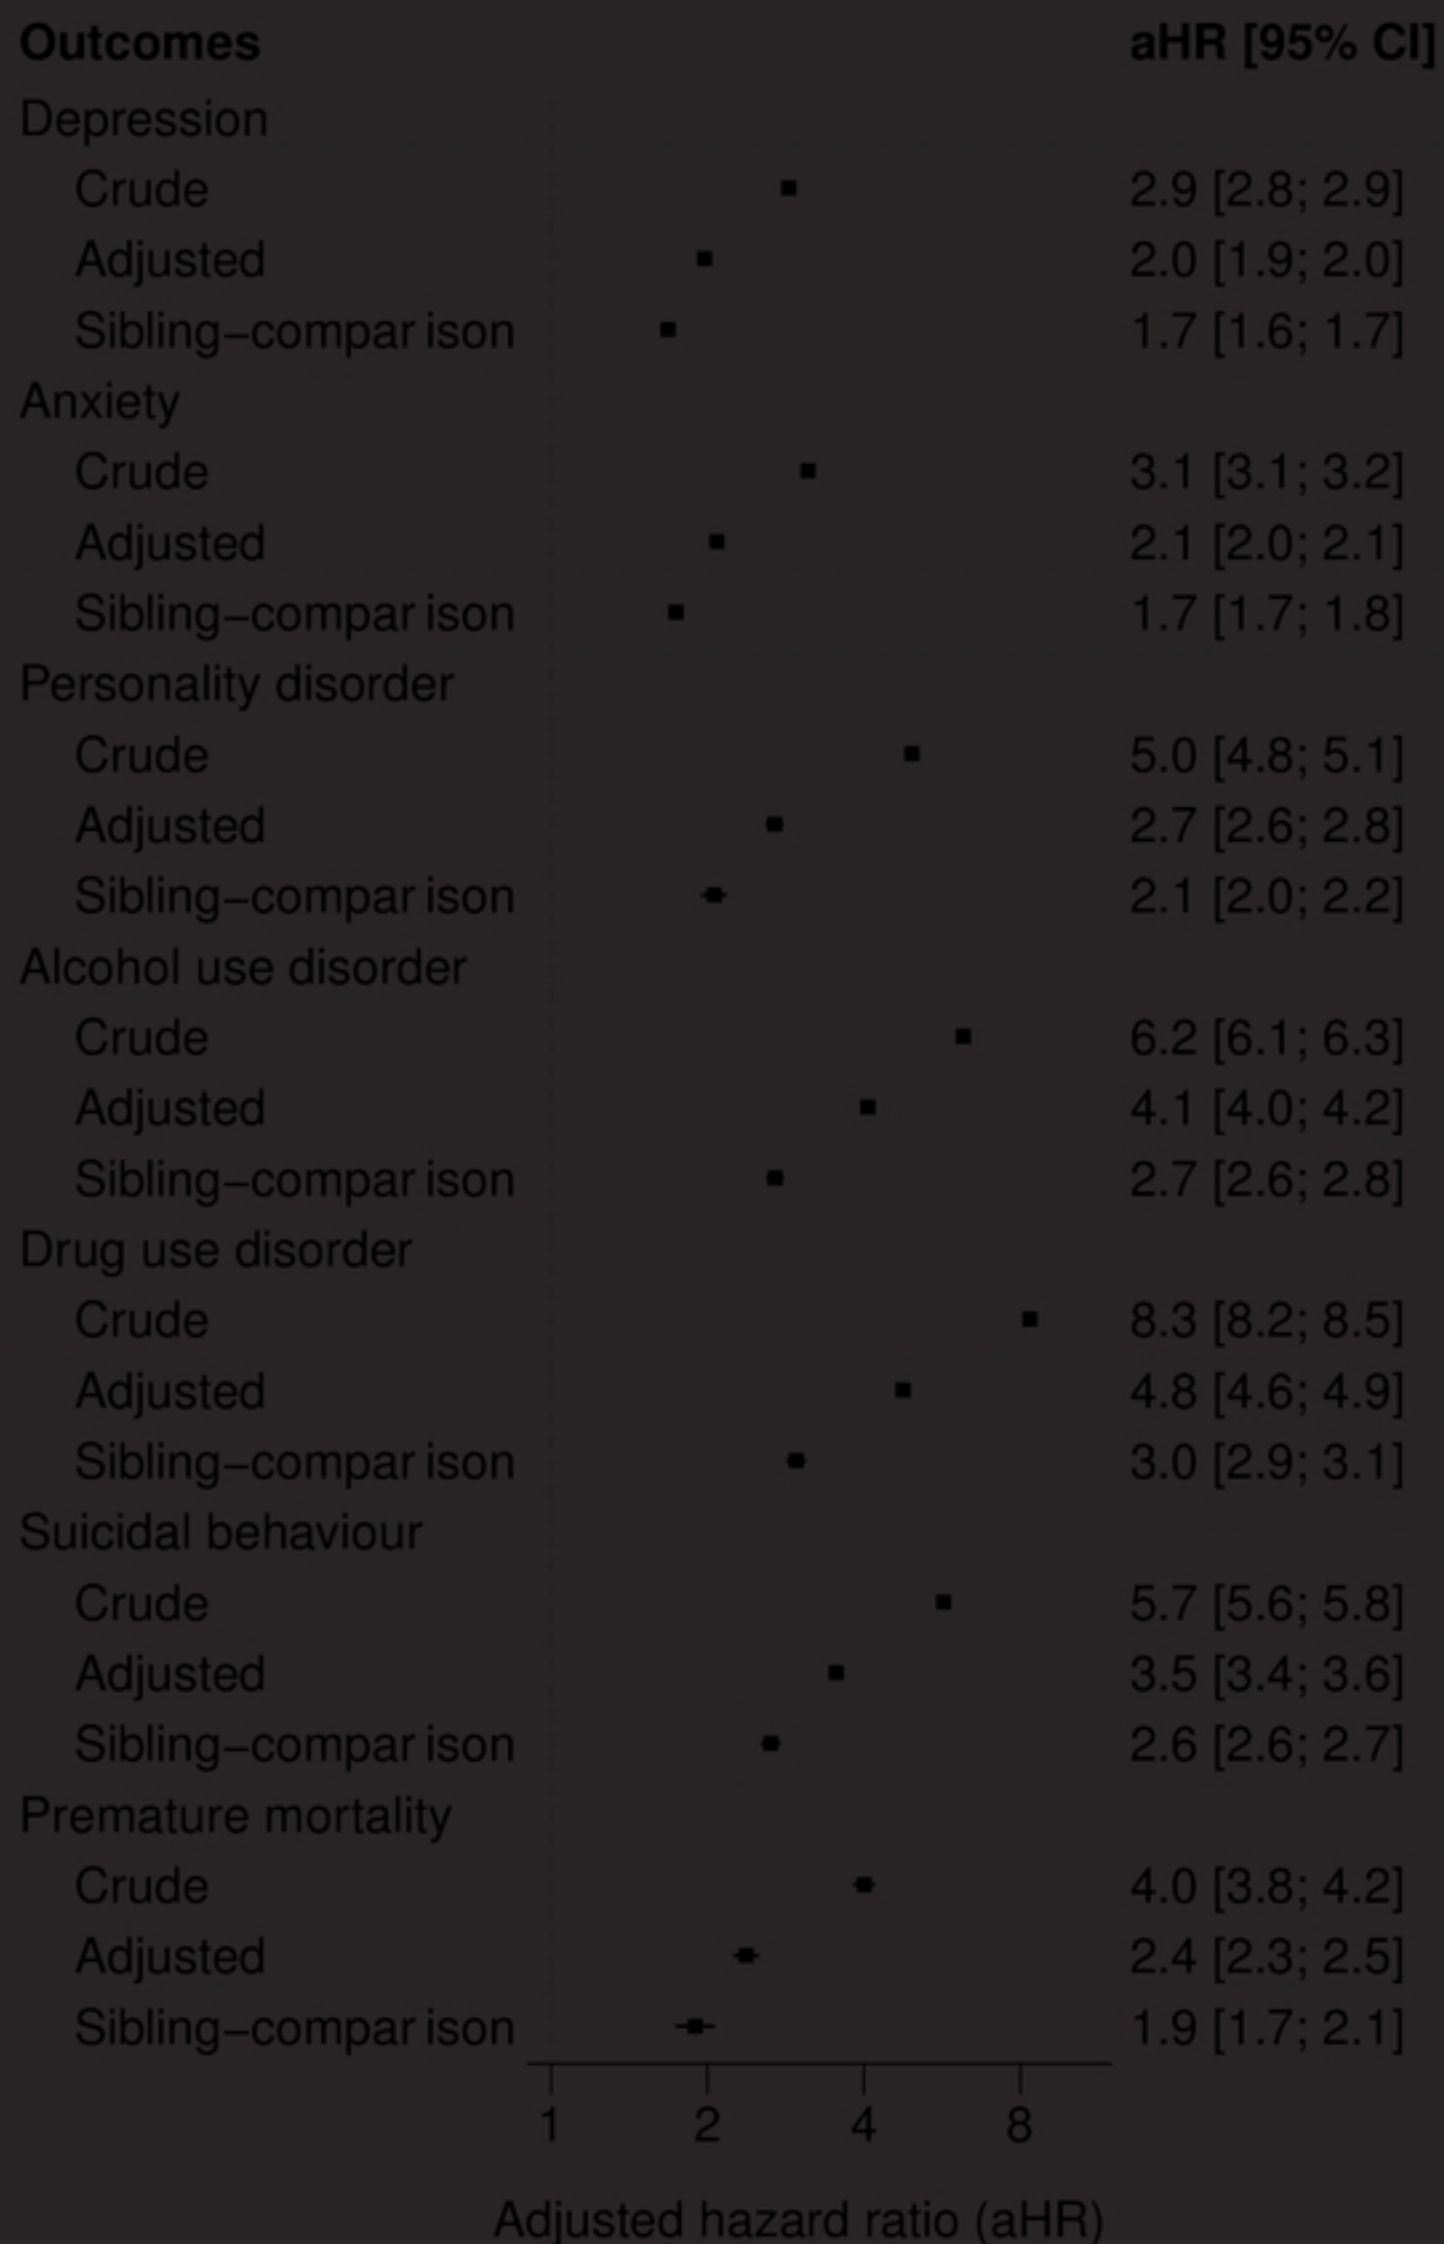 Outcomes aHR [95% CI]
Depression
Crude 2.9 [2.8; 2.9]
Adjusted 2.0 [1.9; 2.0]
Sibling−compar ison 1.7 [1.6; 1.7]
Anxiety
Crude 3.1 [3.1; 3.2]
Adjusted 2.1 [2.0; 2.1]
Sibling−compar ison 1.7 [1.7; 1.8]
Personality disorder
Crude 5.0 [4.8; 5.1]
Adjusted 2.7 [2.6; 2.8]
Sibling−compar ison 2.1 [2.0; 2.2]
Alcohol use disorder
Crude 6.2 [6.1; 6.3]
Adjusted 4.1 [4.0; 4.2]
Sibling−compar ison 2.7 [2.6; 2.8]
Drug use disorder
Crude 8.3 [8.2; 8.5]
Adjusted 4.8 [4.6; 4.9]
Sibling−compar ison 3.0 [2.9; 3.1]
Suicidal behaviour
Crude 5.7 [5.6; 5.8]
Adjusted 3.5 [3.4; 3.6]
Sibling−compar ison 2.6 [2.6; 2.7]
Premature mortality
Crude 4.0 [3.8; 4.2]
Adjusted 2.4 [2.3; 2.5]
Sibling−compar ison 1.9 [1.7; 2.1]
1 2 4 8
Adjusted hazard ratio (aHR)